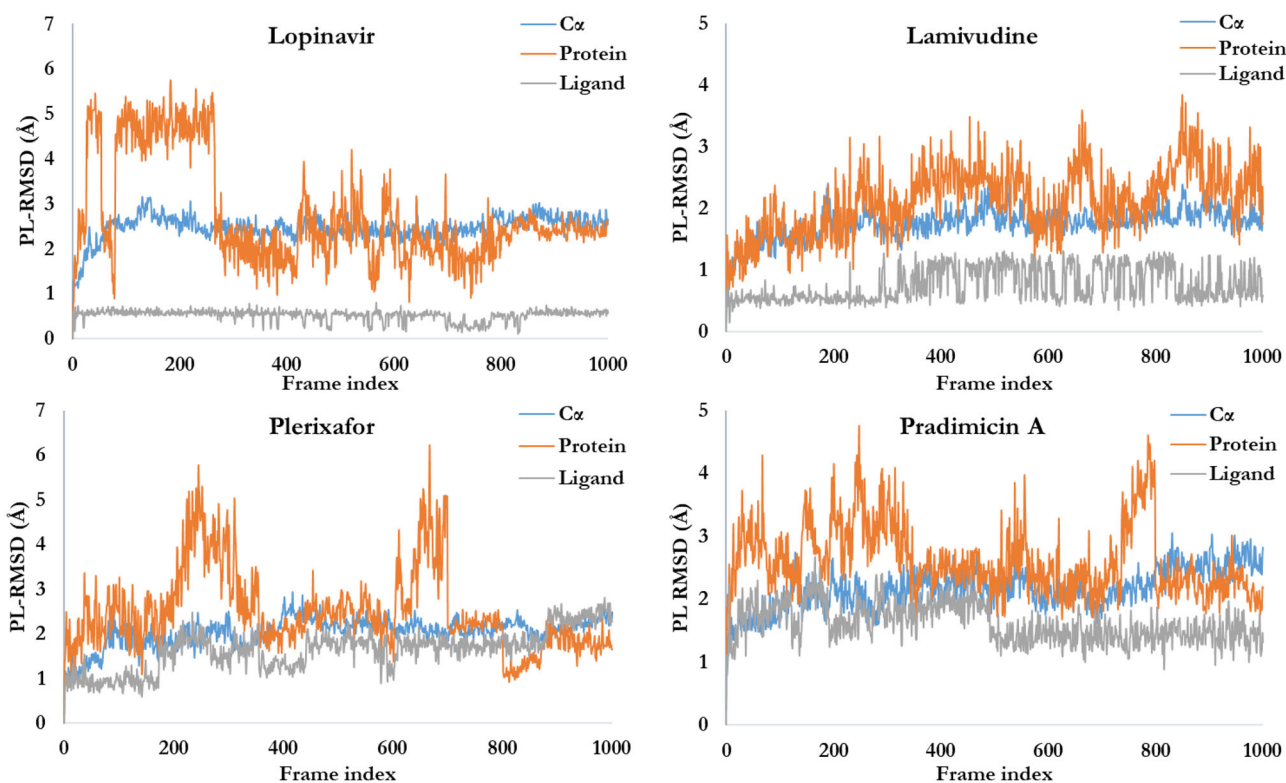 Lopinavir
Cα
Protein
Ligand
PL-RMSD (Å)
7
6
5
4
3
2
1
0
0 200 400 600 800 1000
Frame index
Lamivudine
Cα
Protein
Ligand
PL-RMSD (Å)
5
4
3
2
1
0
0 200 400 600 800 1000
Frame index
Plerixafor
Cα
Protein
Ligand
PL-RMSD (Å)
7
6
5
4
3
2
1
0
0 200 400 600 800 1000
Frame index
Pradimicin A
Cα
Protein
Ligand
PL RMSD (Å)
5
4
3
2
1
0
0 200 400 600 800 1000
Frame index